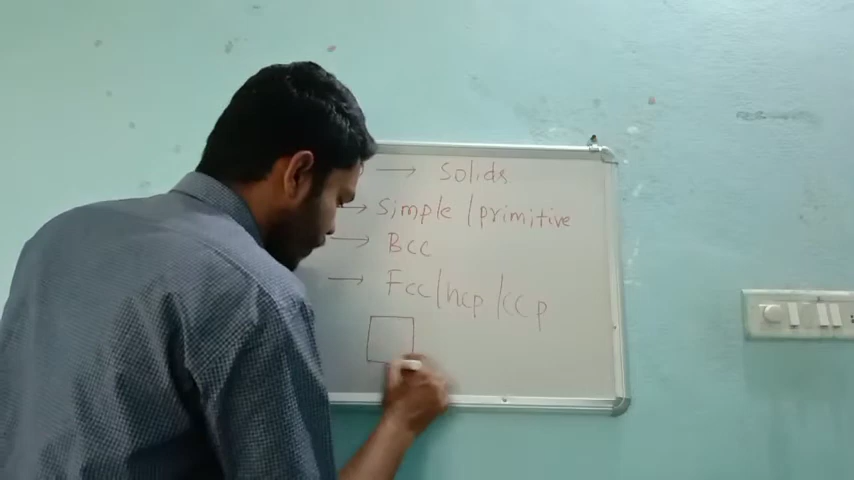 → Solids
→ Simple / primitive
→ Bcc
→ Fcc/hcp/ccp